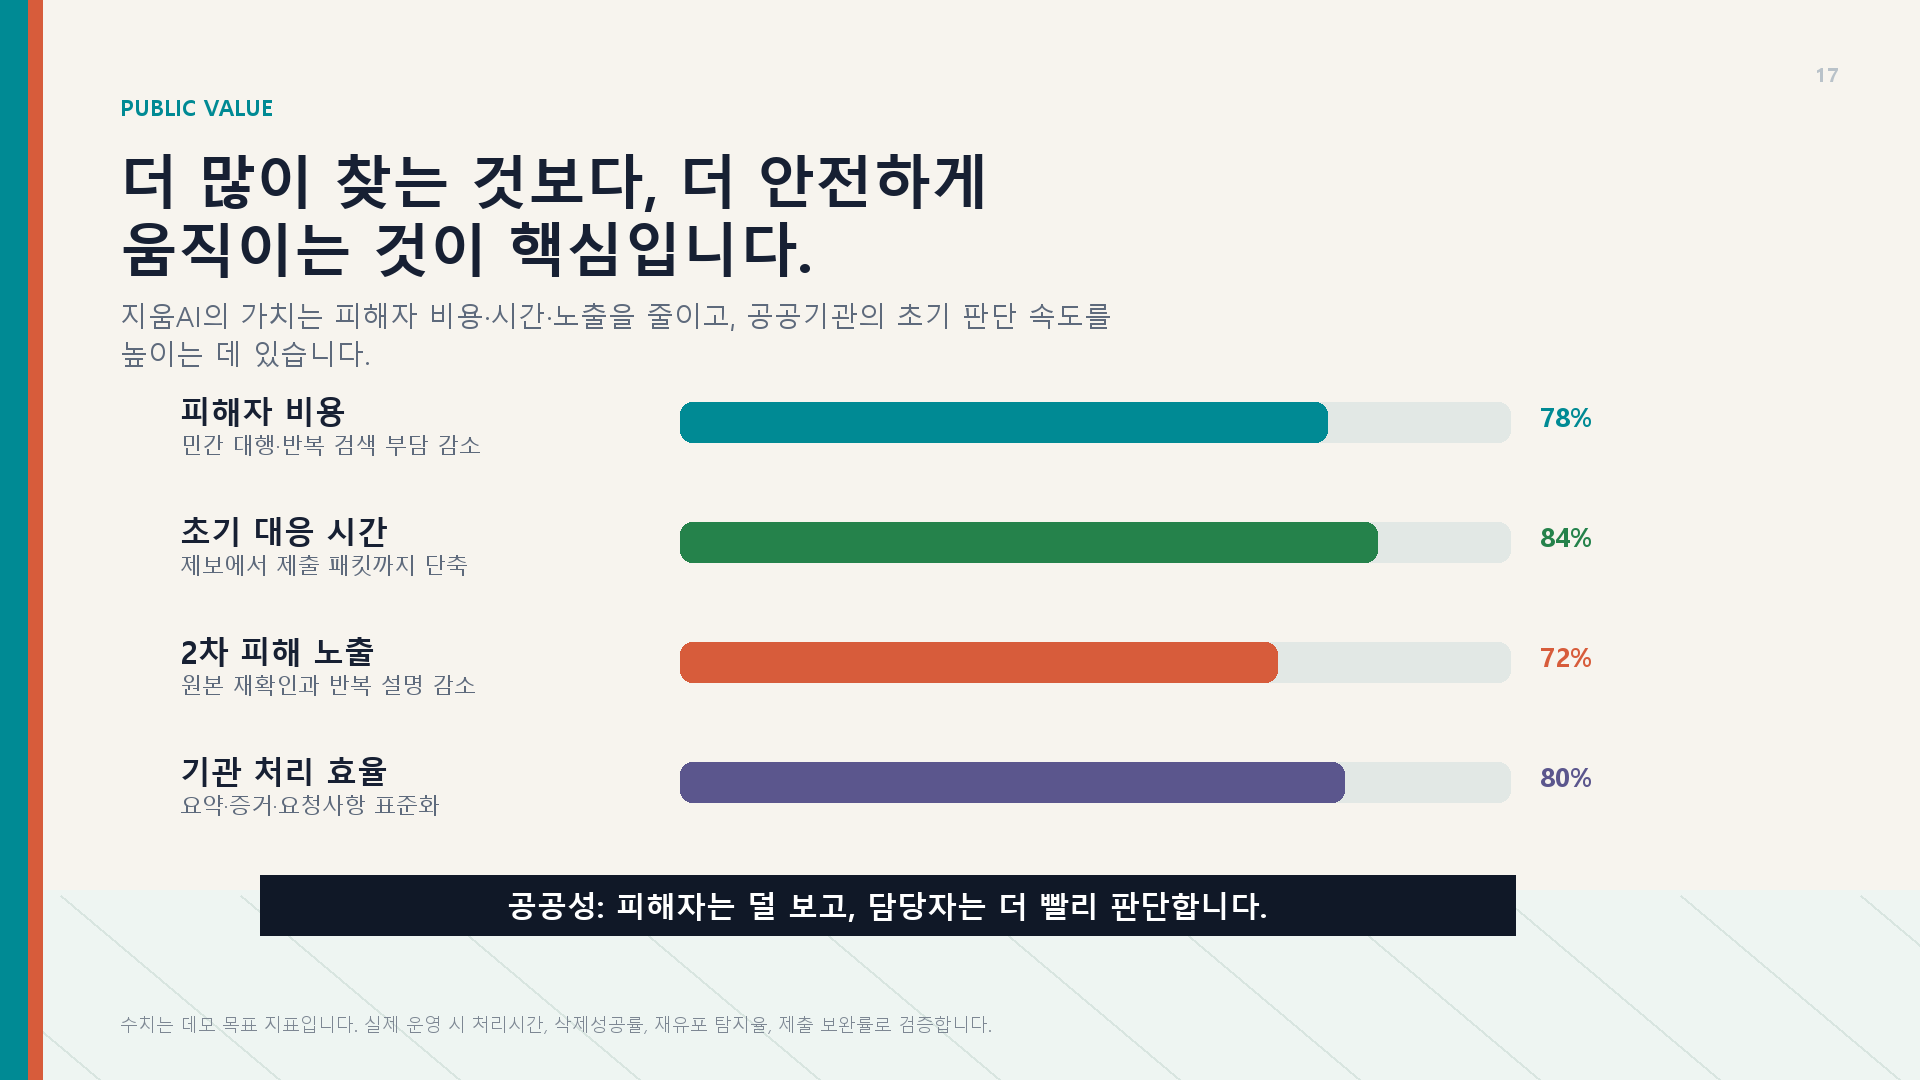 17
PUBLIC VALUE
더 많이 찾는 것보다, 더 안전하게
움직이는 것이 핵심입니다.
지움AI의 가치는 피해자 비용·시간·노출을 줄이고, 공공기관의 초기 판단 속도를
높이는 데 있습니다.
피해자 비용
민간 대행·반복 검색 부담 감소
78%
초기 대응 시간
제보에서 제출 패킷까지 단축
84%
2차 피해 노출
원본 재확인과 반복 설명 감소
72%
기관 처리 효율
요약·증거·요청사항 표준화
80%
공공성: 피해자는 덜 보고, 담당자는 더 빨리 판단합니다.
수치는 데모 목표 지표입니다. 실제 운영 시 처리시간, 삭제성공률, 재유포 탐지율, 제출 보완률로 검증합니다.